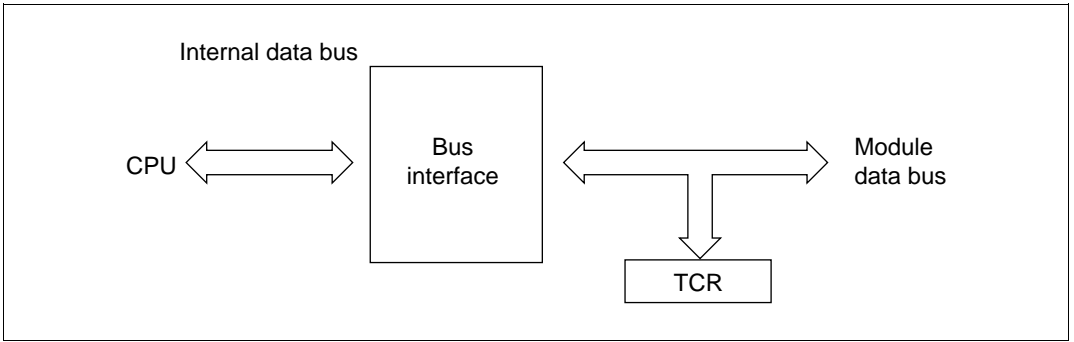 Internal data bus
CPU
Bus
interface
Module
data bus
TCR